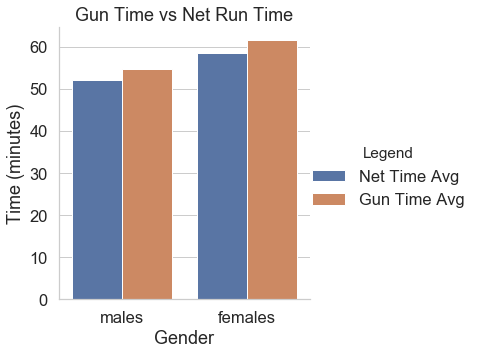 Gun Time vs Net Run Time
Time (minutes)
60
50
40
30
20
10
0
males
females
Gender
Legend
Net Time Avg
Gun Time Avg